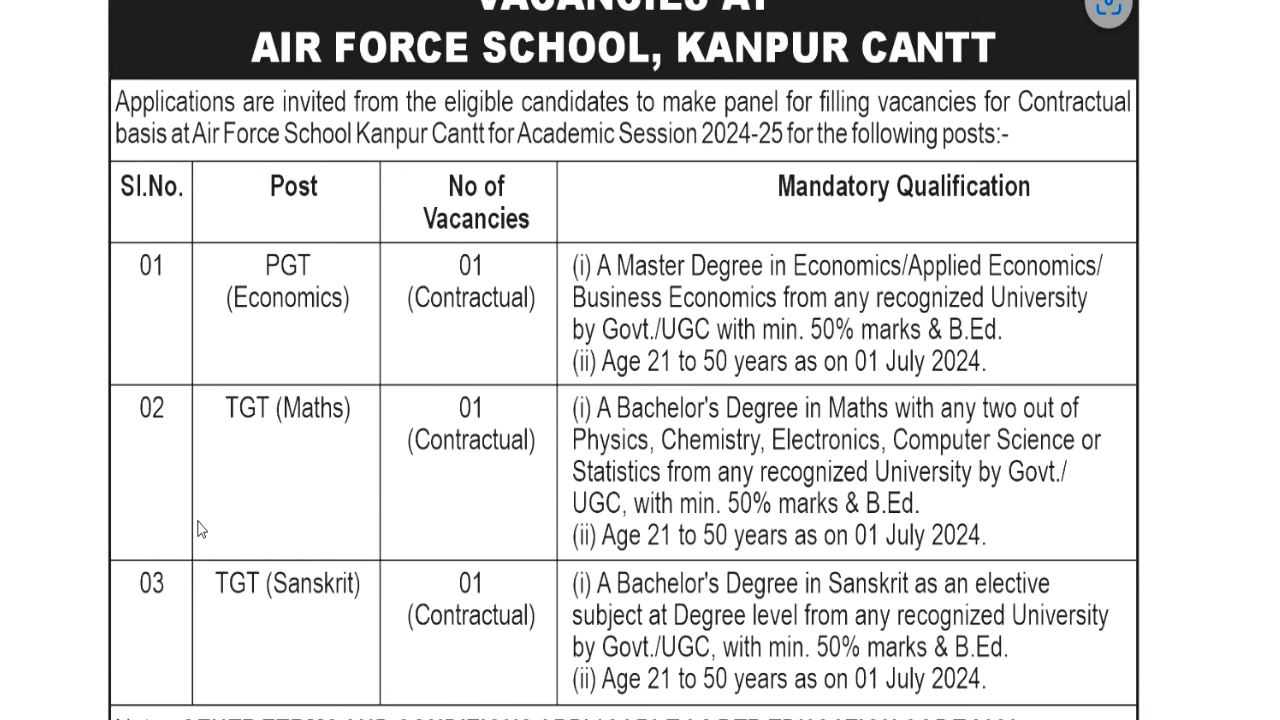 VACANCIES AT
AIR FORCE SCHOOL, KANPUR CANTT
Applications are invited from the eligible candidates to make panel for filling vacancies for Contractual
basis at Air Force School Kanpur Cantt for Academic Session 2024-25 for the following posts:-
Sl.No.
Post
No of
Vacancies
Mandatory Qualification
01
PGT
(Economics)
01
(Contractual)
(i) A Master Degree in Economics/Applied Economics/
Business Economics from any recognized University
by Govt./UGC with min. 50% marks & B.Ed.
(ii) Age 21 to 50 years as on 01 July 2024.
02
TGT (Maths)
01
(Contractual)
(i) A Bachelor's Degree in Maths with any two out of
Physics, Chemistry, Electronics, Computer Science or
Statistics from any recognized University by Govt./
UGC, with min. 50% marks & B.Ed.
(ii) Age 21 to 50 years as on 01 July 2024.
03
TGT (Sanskrit)
01
(Contractual)
(i) A Bachelor's Degree in Sanskrit as an elective
subject at Degree level from any recognized University
by Govt./UGC, with min. 50% marks & B.Ed.
(ii) Age 21 to 50 years as on 01 July 2024.